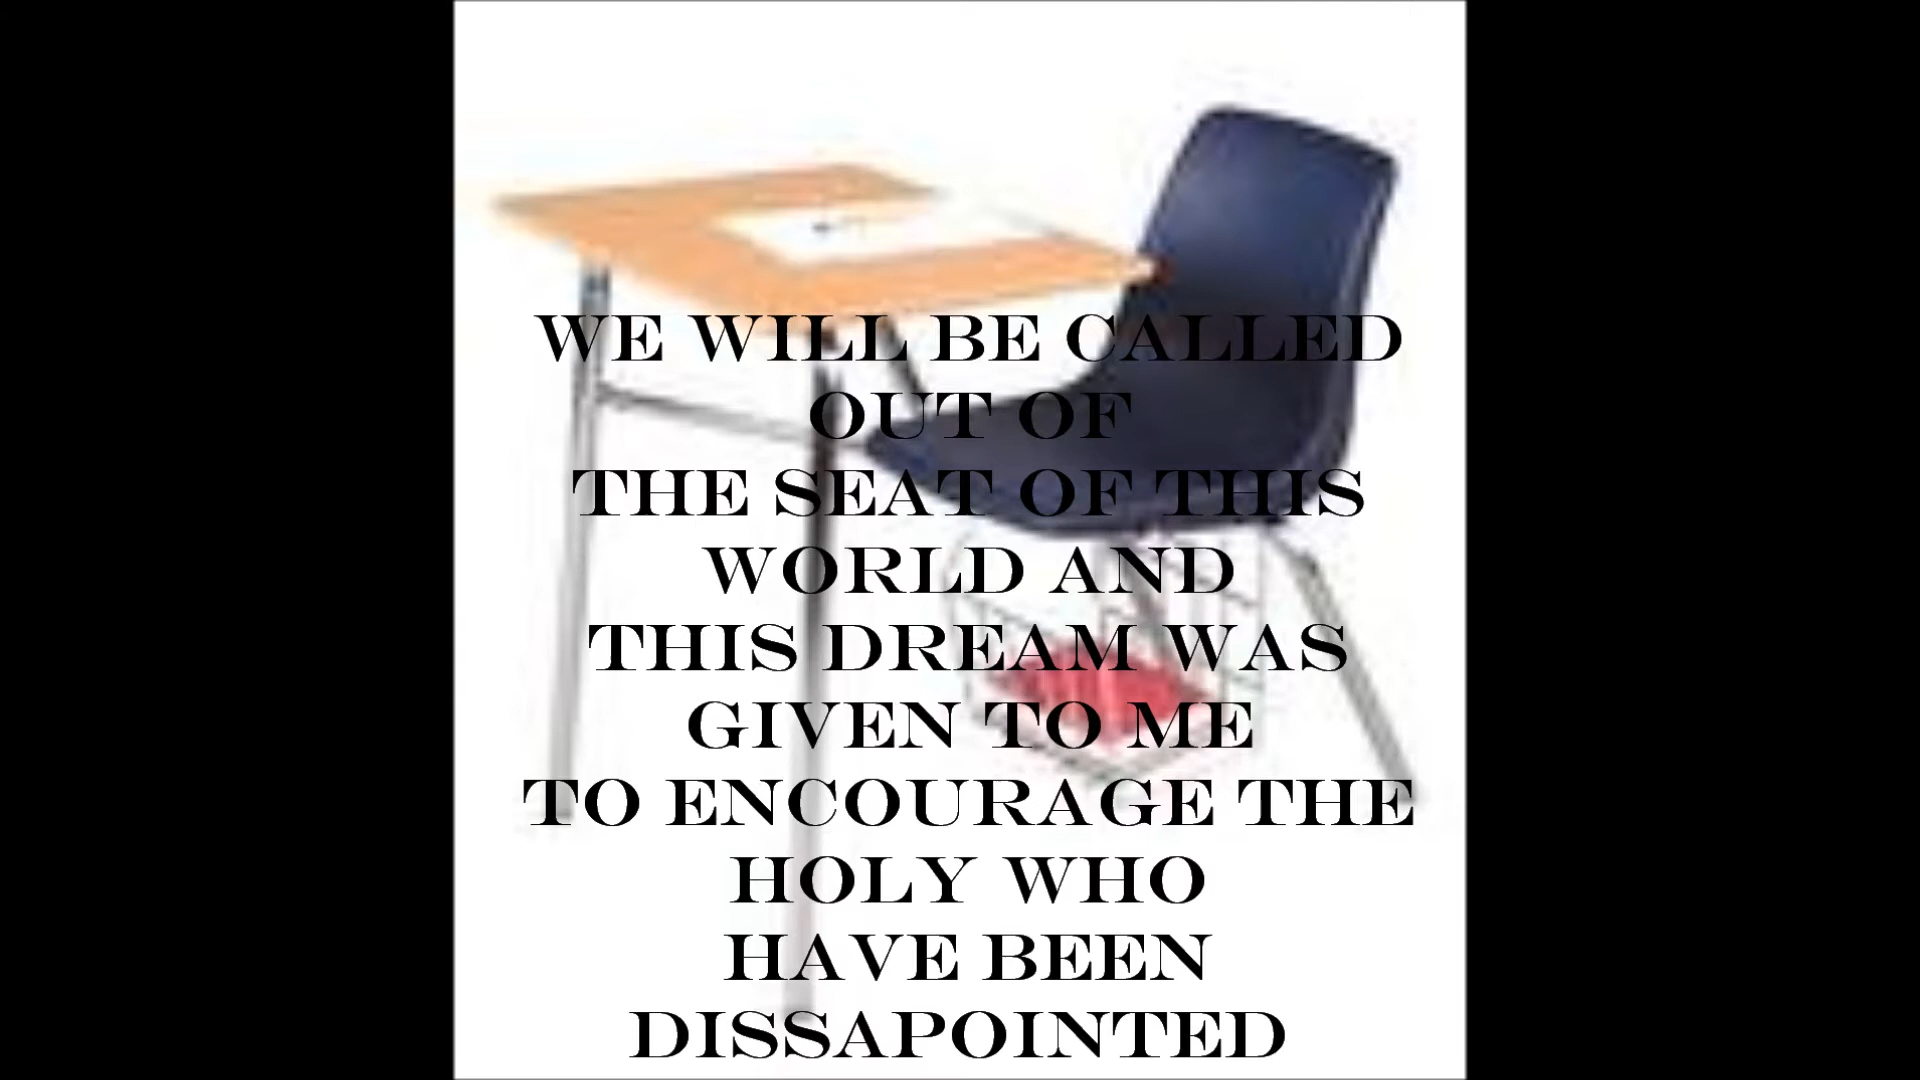 WE WILL BE CALLED
OUT OF
THE SEAT OF THIS
WORLD AND
THIS DREAM WAS
GIVEN TO ME
TO ENCOURAGE THE
HOLY WHO
HAVE BEEN
DISSAPOINTED